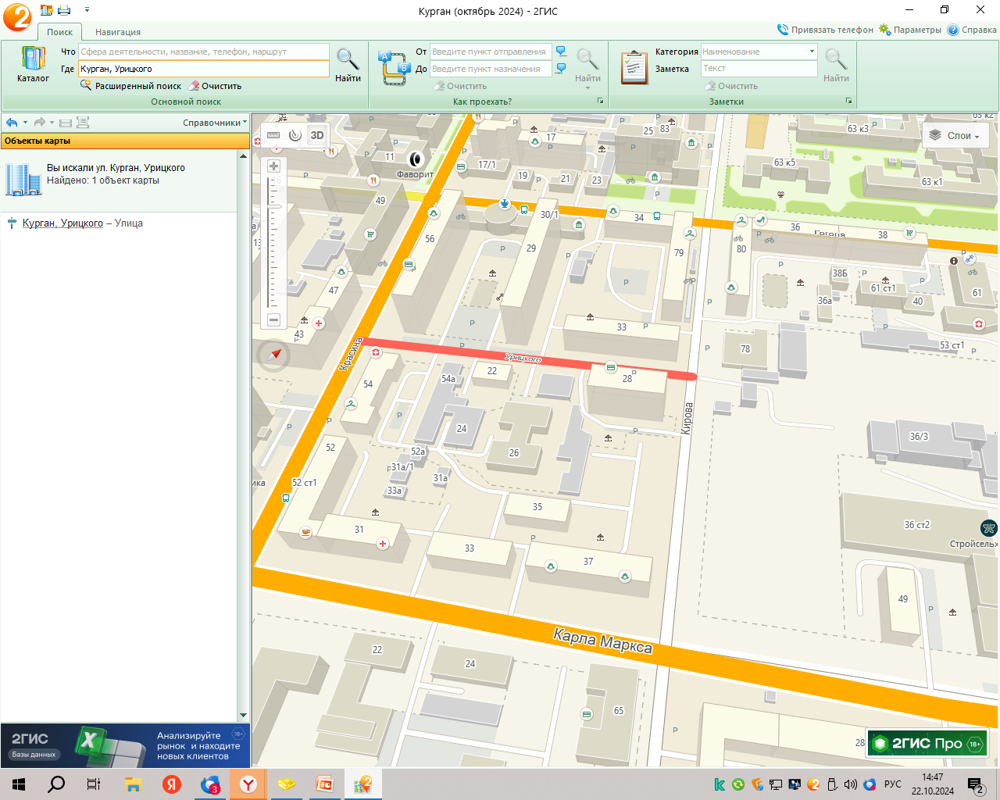 Курган (октябрь 2024) - 2ГИС
Поиск
Навигация
Привязать телефон
Параметры
Справка
Каталог
Что
Сфера деятельности, название, телефон, маршрут
Где
Курган, Урицкого
Найти
Расширенный поиск
Очистить
Основной поиск
От
Введите пункт отправления
До
Введите пункт назначения
Найти
Очистить
Как проехать?
Категория
Наименование
Заметка
Текст
Найти
Очистить
Заметки
Справочники
Объекты карты
Вы искали ул. Курган, Урицкого
Найдено: 1 объект карты
Курган, Урицкого – Улица
3D
Слои
17
25
83
63 к3
63 к2
11
Фаворит
17/1
19
21
23
63 к5
63 к1
49
30/1
34
36
Гоголя
38
56
29
79
80
38Б
61 ст1
61
47
36а
40
43
33
53 ст1
Красина
Урицкого
78
54а
22
28
54
Кирова
24
26
36/3
52
52а
31а/1
31а
33а
52 ст1
35
36 ст2
31
33
Стройсельх
37
49
Карла Маркса
22
24
65
28
2ГИС
Базы данных
Анализируйте
рынок и находите
новых клиентов
18+
2ГИС Про
18+
3
РУС
14:47
22.10.2024
2